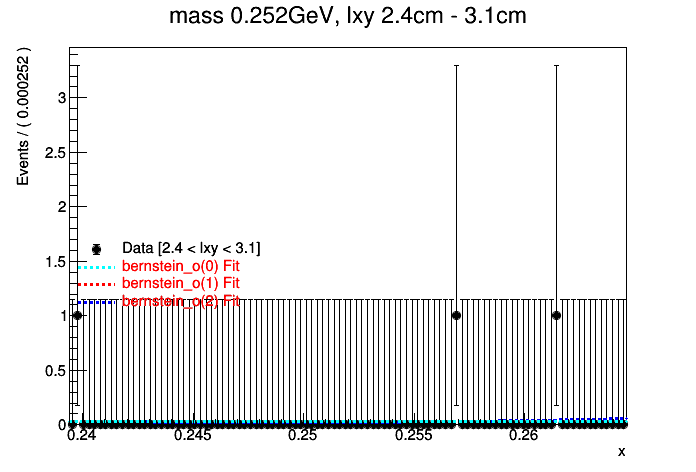 mass 0.252GeV, lxy 2.4cm - 3.1cm
Events / ( 0.000252 )
3
2.5
2
Data [2.4 < lxy < 3.1]
1.5
bernstein_o(0) Fit
bernstein_o(1) Fit
bernstein_o(2) Fit
1
0.5
0
0.24 0.245 0.25 0.255 0.26
x